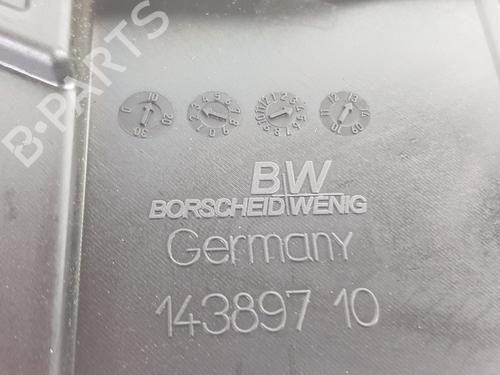 B-PARTS
BW
BORSCHEID WENIG
Germany
143897 10